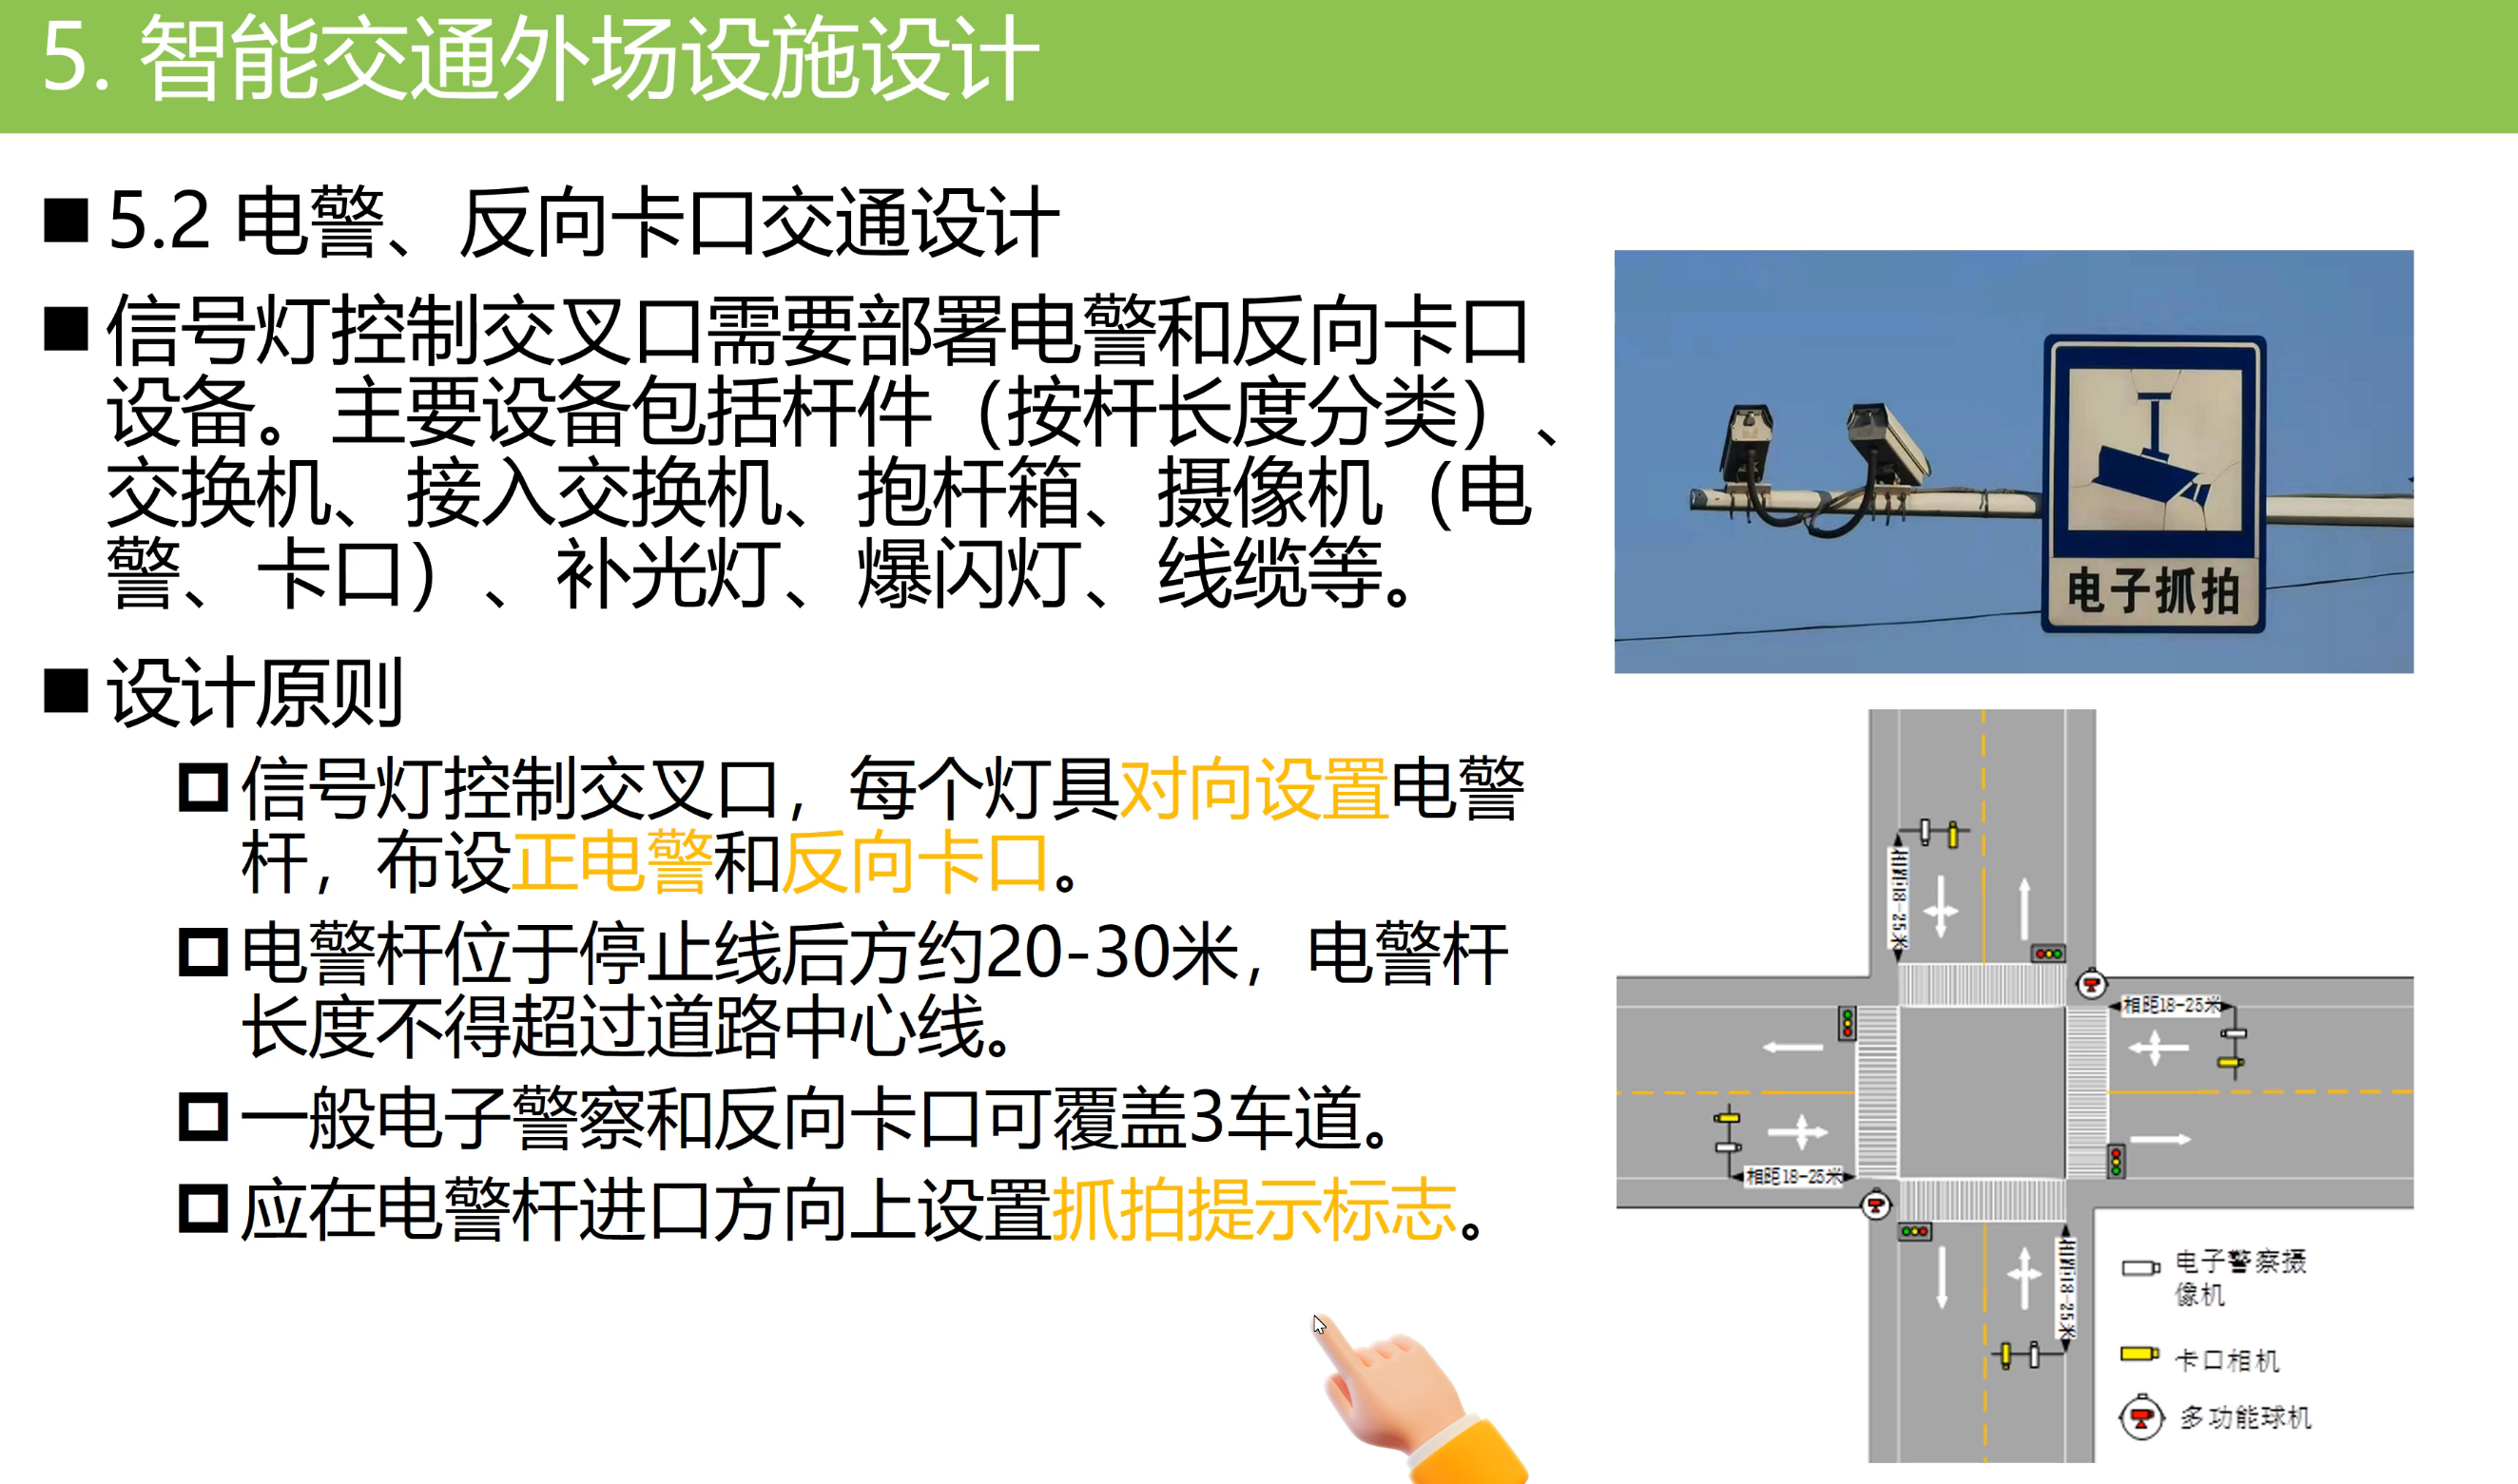 5. 智能交通外场设施设计
5.2 电警、反向卡口交通设计
信号灯控制交叉口需要部署电警和反向卡口
设备。主要设备包括杆件（按杆长度分类）、
交换机、接入交换机、抱杆箱、摄像机（电
警、卡口）、补光灯、爆闪灯、线缆等。
设计原则
信号灯控制交叉口，每个灯具对向设置电警
杆，布设正电警和反向卡口。
电警杆位于停止线后方约20-30米，电警杆
长度不得超过道路中心线。
一般电子警察和反向卡口可覆盖3车道。
应在电警杆进口方向上设置抓拍提示标志。
电子抓拍
相距18-25米
相距18-25米
相距18-25米
相距18-25米
电子警察摄
像机
卡口相机
多功能球机